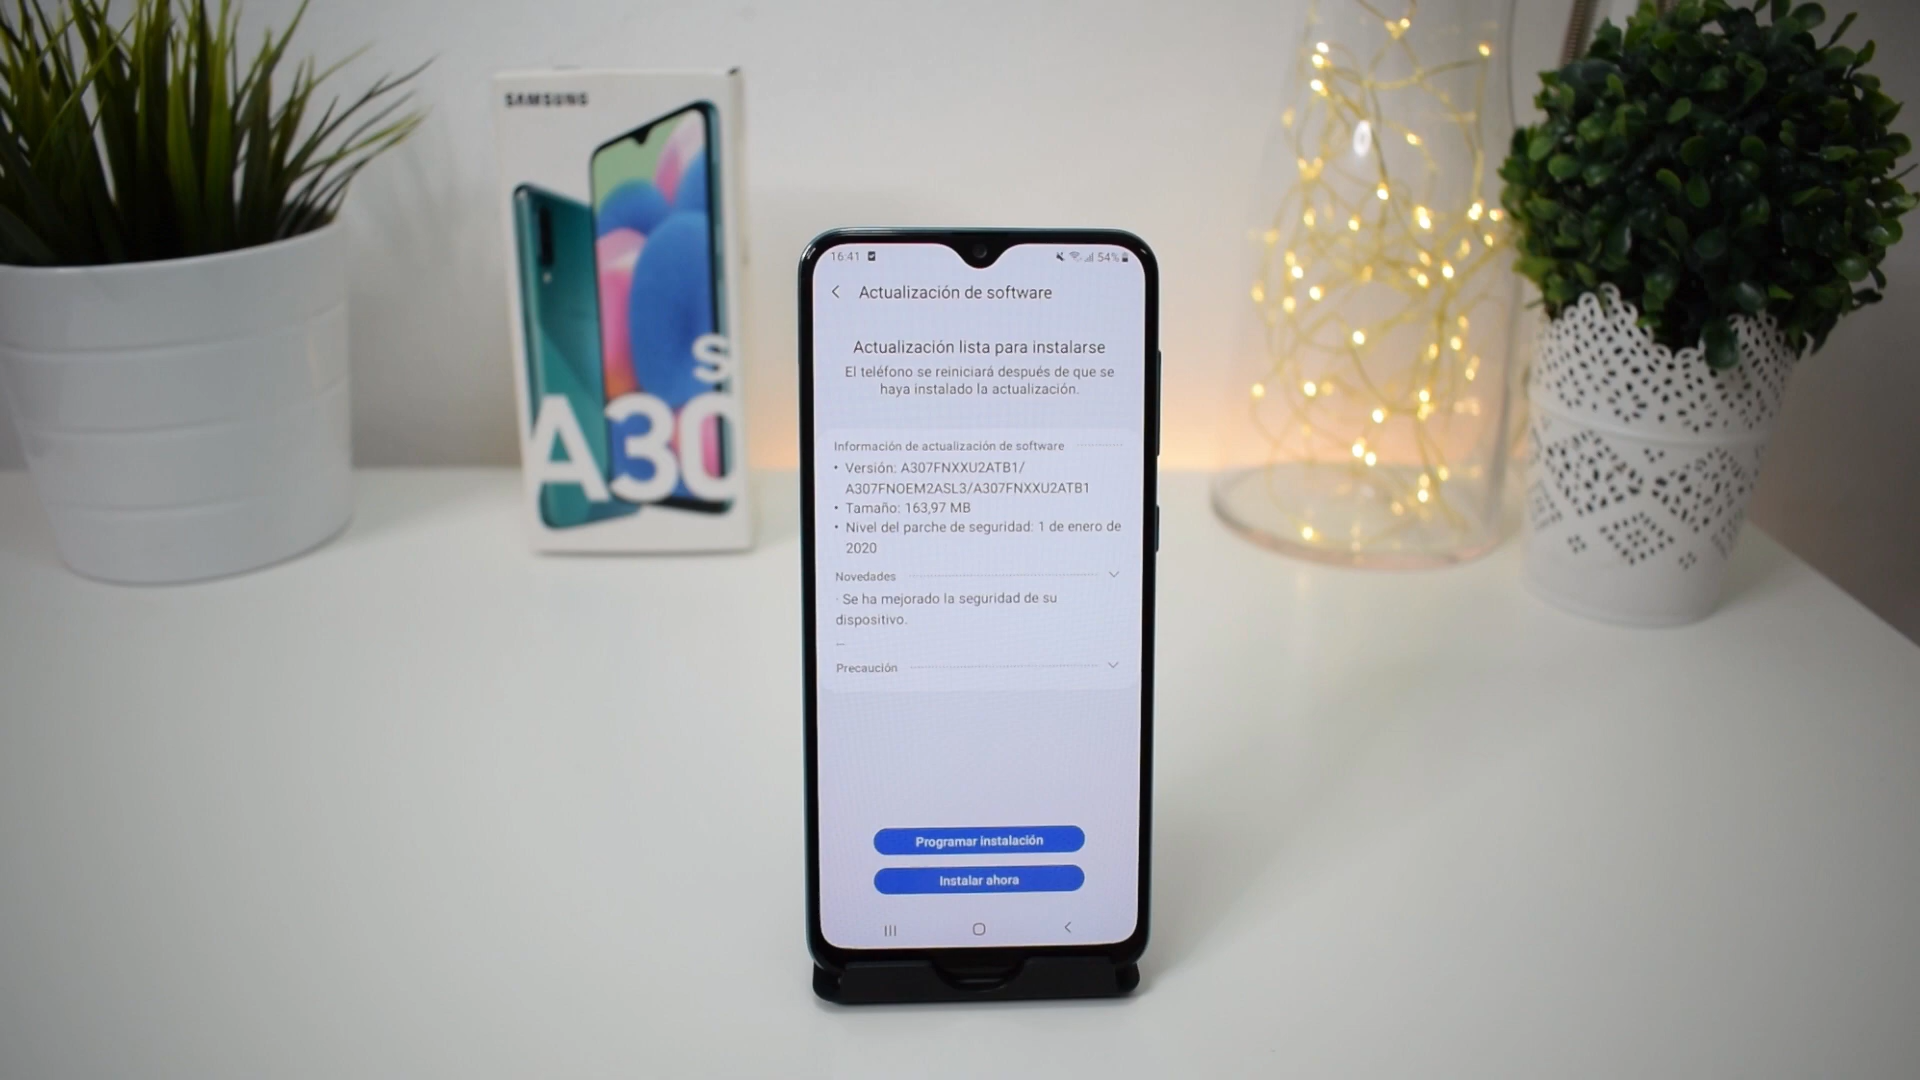 SAMSUNG
S
A30
16:41
54%
Actualización de software
Actualización lista para instalarse
El teléfono se reiniciará después de que se
haya instalado la actualización.
Información de actualización de software
• Versión: A307FNXXU2ATB1/
A307FNOEM2ASL3/A307FNXXU2ATB1
• Tamaño: 163,97 MB
• Nivel del parche de seguridad: 1 de enero de
2020
Novedades
· Se ha mejorado la seguridad de su
dispositivo.
...
Precaución
Programar instalación
Instalar ahora